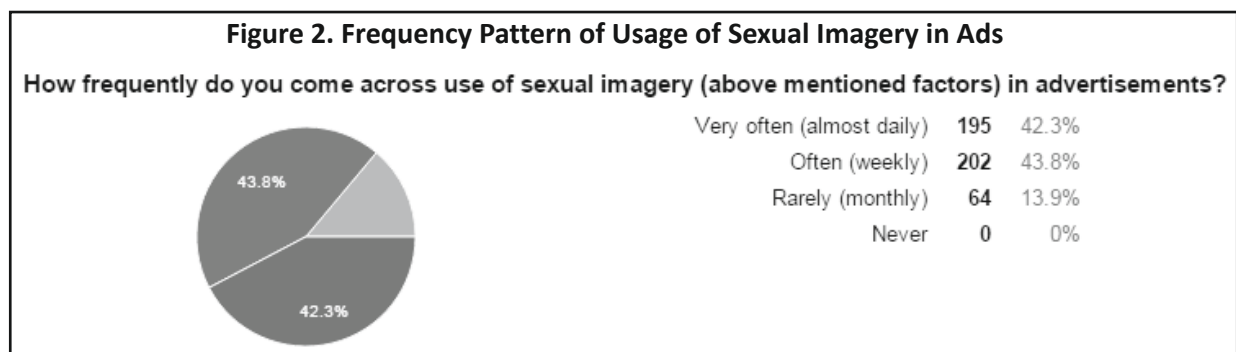 Figure 2. Frequency Pattern of Usage of Sexual Imagery in Ads
How frequently do you come across use of sexual imagery (above mentioned factors) in advertisements?
43.8%
42.3%
Very often (almost daily) 195 42.3%
Often (weekly) 202 43.8%
Rarely (monthly) 64 13.9%
Never 0 0%